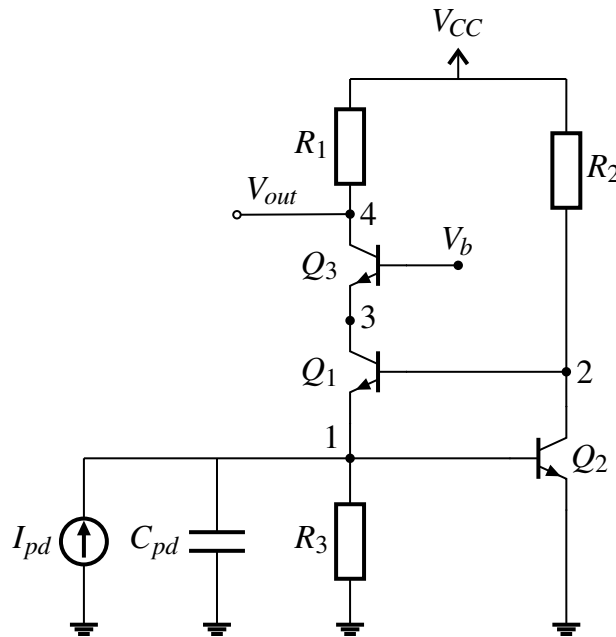 V_CC
R_1
R_2
V_out
4
V_b
Q_3
3
Q_1
2
1
Q_2
I_pd
C_pd
R_3